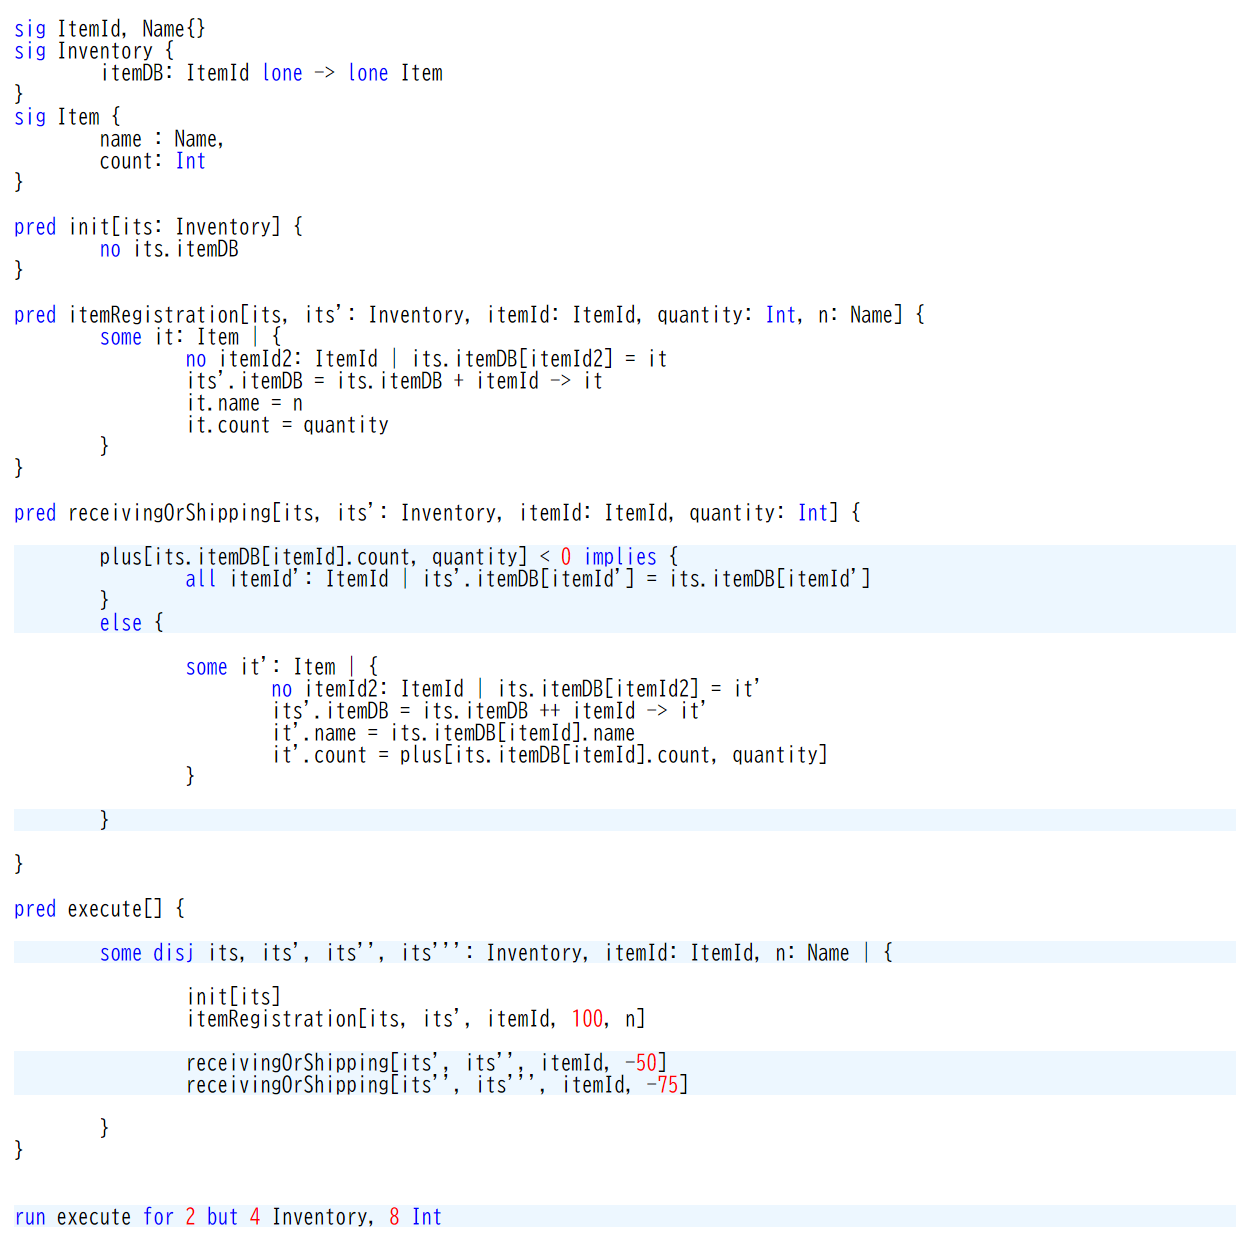 sig ItemId, Name{}
sig Inventory {
itemDB: ItemId lone -> lone Item
}
sig Item {
name : Name,
count: Int
}
pred init[its: Inventory] {
no its.itemDB
}
pred itemRegistration[its, its': Inventory, itemId: ItemId, quantity: Int, n: Name] {
some it: Item | {
no itemId2: ItemId | its.itemDB[itemId2] = it
its'.itemDB = its.itemDB + itemId -> it
it.name = n
it.count = quantity
}
}
pred receivingOrShipping[its, its': Inventory, itemId: ItemId, quantity: Int] {
plus[its.itemDB[itemId].count, quantity] < 0 implies {
all itemId': ItemId | its'.itemDB[itemId'] = its.itemDB[itemId']
}
else {
some it': Item | {
no itemId2: ItemId | its.itemDB[itemId2] = it'
its'.itemDB = its.itemDB ++ itemId -> it'
it'.name = its.itemDB[itemId].name
it'.count = plus[its.itemDB[itemId].count, quantity]
}
}
}
pred execute[] {
some disj its, its', its'', its''': Inventory, itemId: ItemId, n: Name | {
init[its]
itemRegistration[its, its', itemId, 100, n]
receivingOrShipping[its', its'', itemId, -50]
receivingOrShipping[its'', its''', itemId, -75]
}
}
run execute for 2 but 4 Inventory, 8 Int